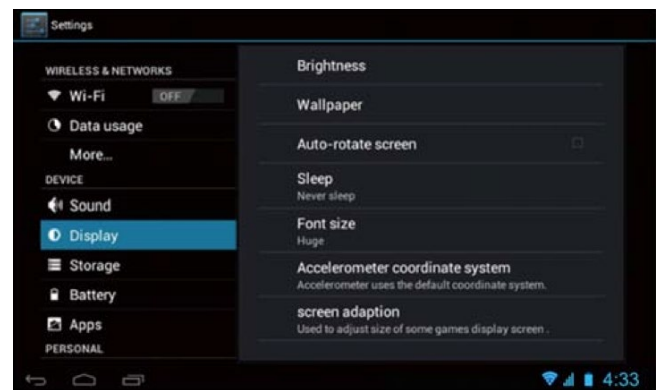 Settings
WIRELESS & NETWORKS
Wi-Fi OFF
Data usage
More...
DEVICE
Sound
Display
Storage
Battery
Apps
PERSONAL
Brightness
Wallpaper
Auto-rotate screen
Sleep
Never sleep
Font size
Huge
Accelerometer coordinate system
Accelerometer uses the default coordinate system.
screen adaption
Used to adjust size of some games display screen .
4:33